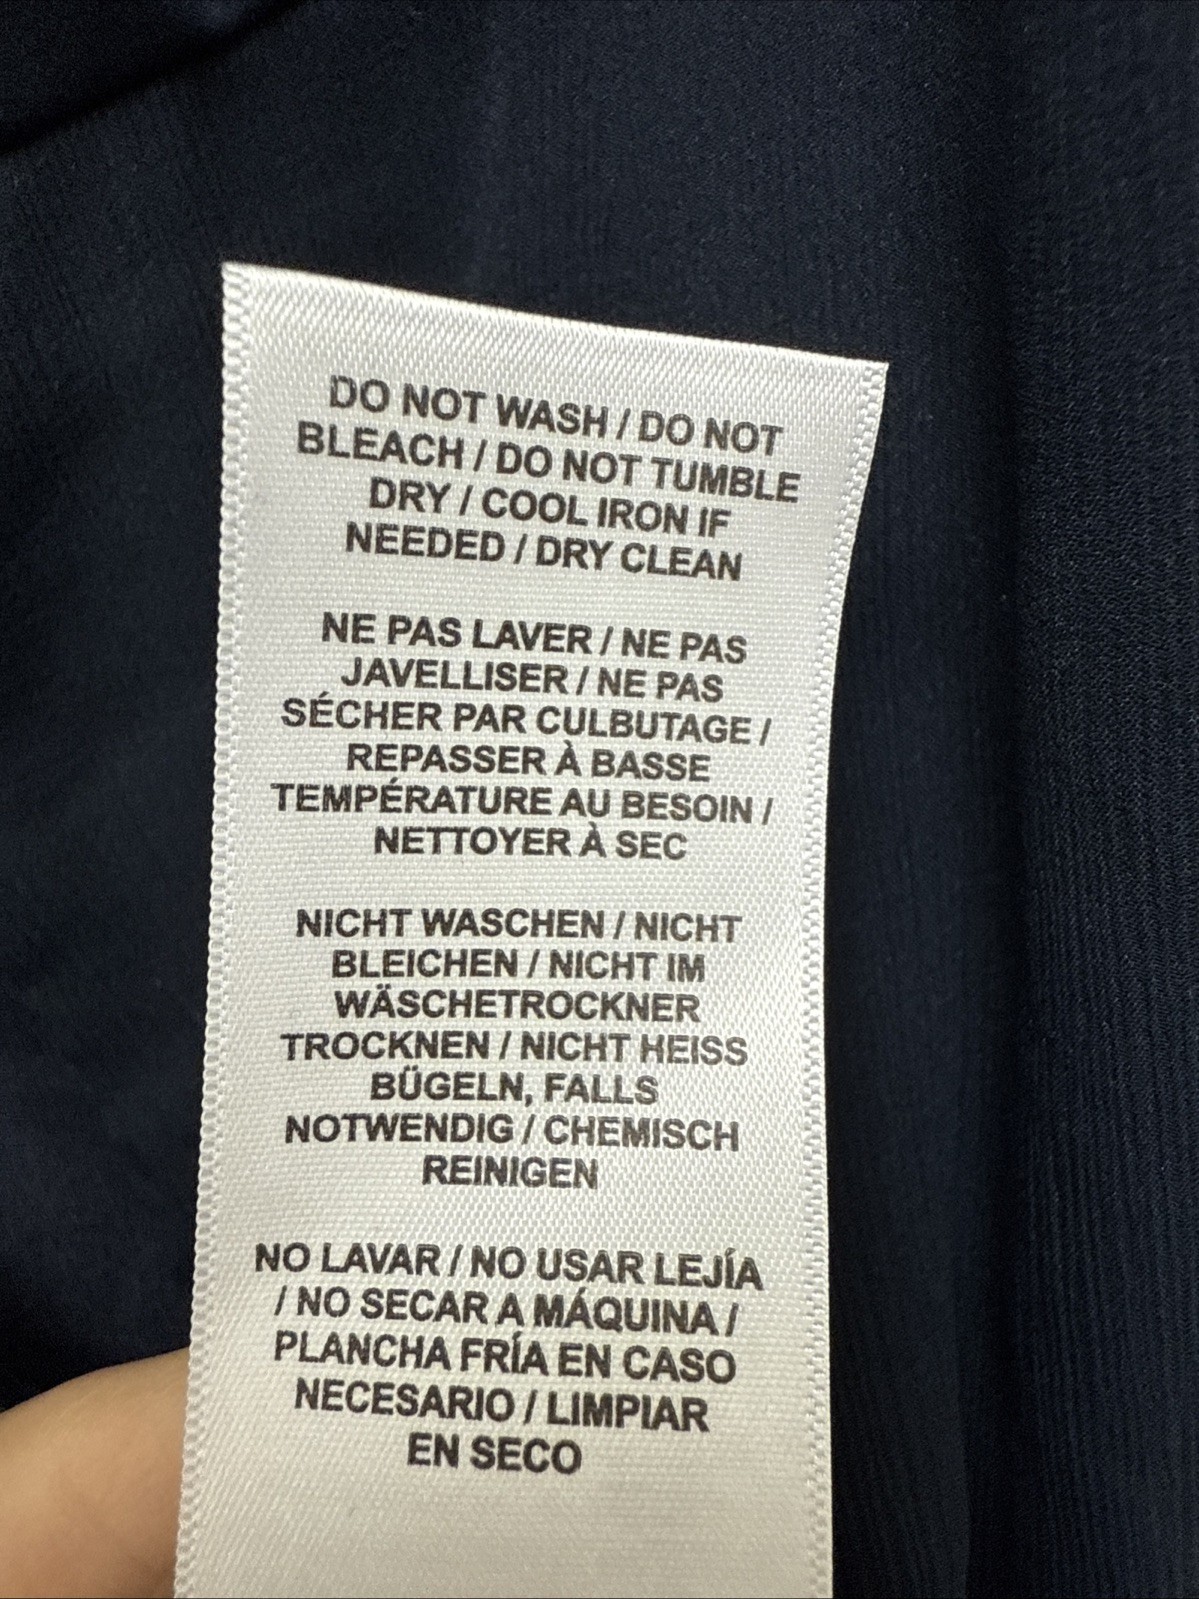 DO NOT WASH / DO NOT
BLEACH / DO NOT TUMBLE
DRY / COOL IRON IF
NEEDED / DRY CLEAN
NE PAS LAVER / NE PAS
JAVELLISER / NE PAS
SÉCHER PAR CULBUTAGE /
REPASSER À BASSE
TEMPÉRATURE AU BESOIN /
NETTOYER À SEC
NICHT WASCHEN / NICHT
BLEICHEN / NICHT IM
WÄSCHETROCKNER
TROCKNEN / NICHT HEISS
BÜGELN, FALLS
NOTWENDIG / CHEMISCH
REINIGEN
NO LAVAR / NO USAR LEJÍA
/ NO SECAR A MÁQUINA /
PLANCHA FRÍA EN CASO
NECESARIO / LIMPIAR
EN SECO